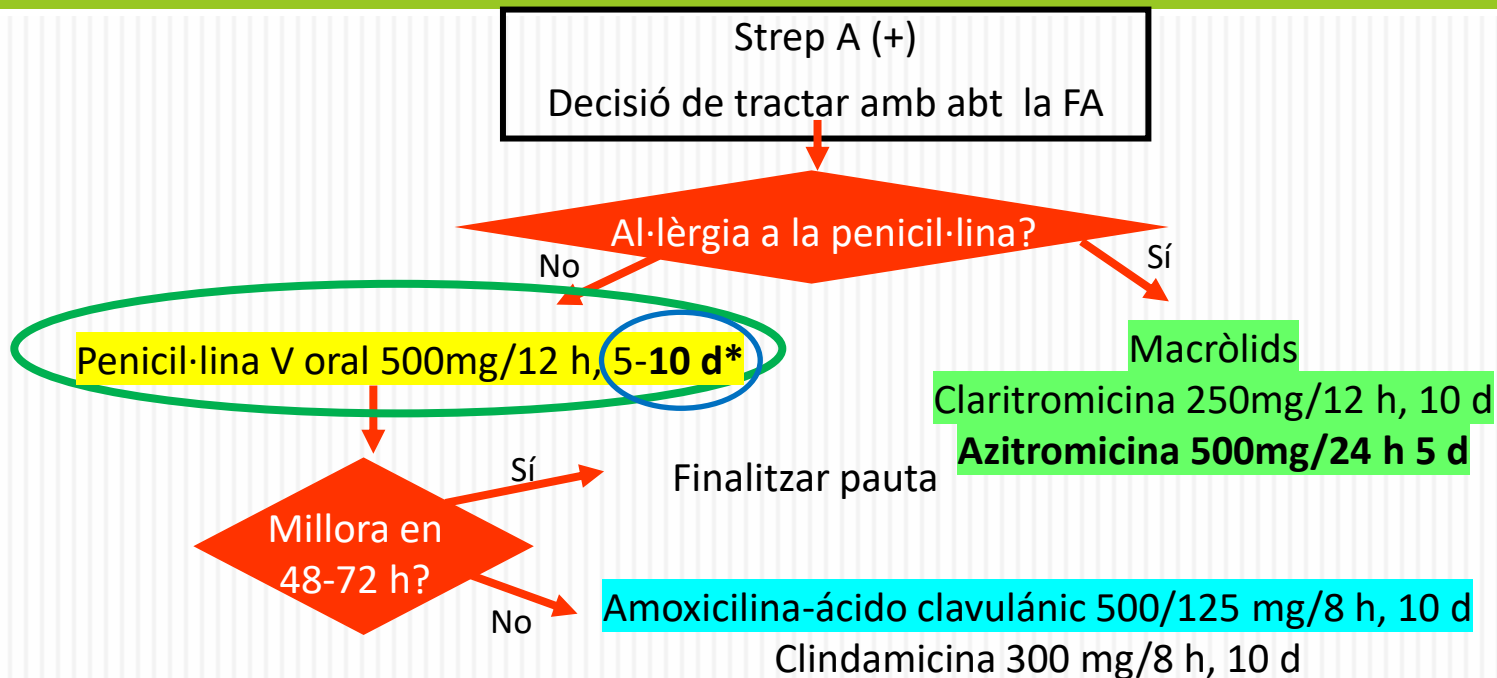 Strep A (+)
Decisió de tractar amb abt  la FA
Al·lèrgia a la penicil·lina?
No
Sí
Penicil·lina V oral 500mg/12 h, 5-10 d*
Macròlids
Claritromicina 250mg/12 h, 10 d
Azitromicina 500mg/24 h 5 d
Sí
Finalitzar pauta
Millora en
48-72 h?
No
Amoxicilina-ácido clavulánic 500/125 mg/8 h, 10 d
Clindamicina 300 mg/8 h, 10 d